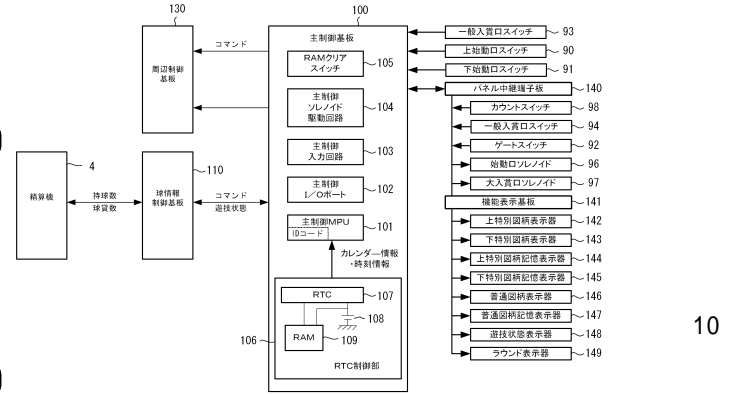 130
周辺制御
基板
コマンド
4
精算機
持球数
球貸数
110
球情報
制御基板
コマンド
遊技状態
100
主制御基板
RAMクリア
スイッチ
105
主制御
ソレノイド
駆動回路
104
主制御
入力回路
103
主制御
I/Oポート
102
主制御MPU
IDコード
101
カレンダー情報
・時刻情報
RTC
107
108
RAM
109
106
RTC制御部
一般入賞口スイッチ 93
上始動口スイッチ 90
下始動口スイッチ 91
パネル中継端子板 140
カウントスイッチ 98
一般入賞口スイッチ 94
ゲートスイッチ 92
始動口ソレノイド 96
大入賞口ソレノイド 97
機能表示基板 141
上特別図柄表示器 142
下特別図柄表示器 143
上特別図柄記憶表示器 144
下特別図柄記憶表示器 145
普通図柄表示器 146
普通図柄記憶表示器 147
遊技状態表示器 148
ラウンド表示器 149
10